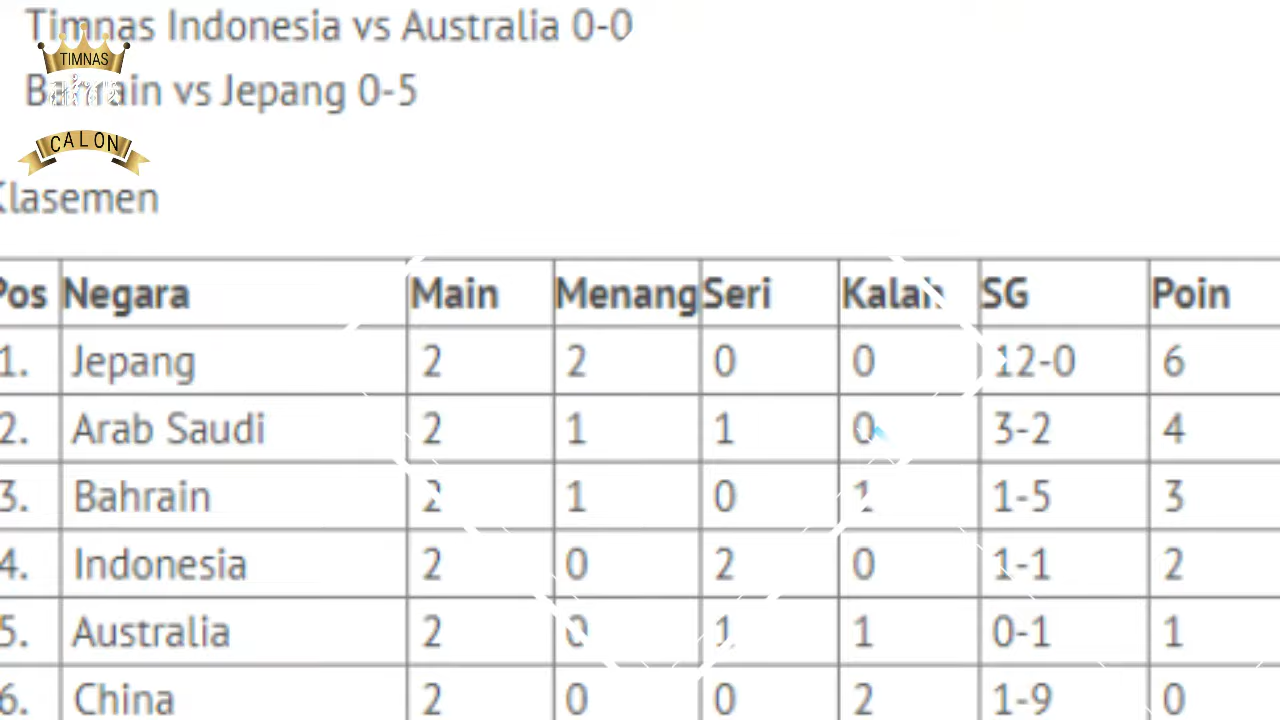 Timnas Indonesia vs Australia 0-0
TIMNAS
Bahrain vs Jepang 0-5
CALON
Klasemen
Pos Negara Main Menang Seri Kalah SG Poin
1. Jepang 2 2 0 0 12-0 6
2. Arab Saudi 2 1 1 0 3-2 4
3. Bahrain 2 1 0 1 1-5 3
4. Indonesia 2 0 2 0 1-1 2
5. Australia 2 0 1 1 0-1 1
6. China 2 0 0 2 1-9 0